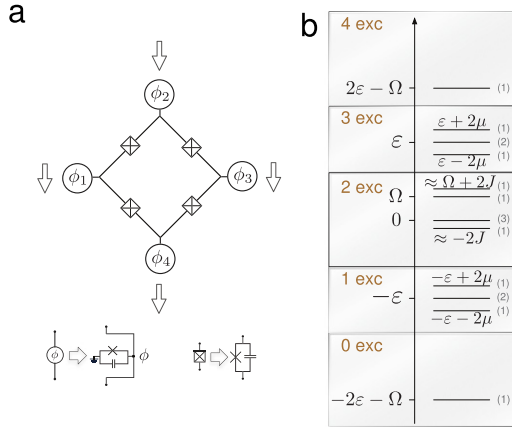 a
ϕ₂
ϕ₁
ϕ₃
ϕ₄
ϕ
ϕ
b
4 exc
2ε − Ω
(1)
3 exc
ε + 2μ
(1)
ε
(2)
ε − 2μ
(1)
2 exc
≈ Ω + 2J
(1)
Ω
(1)
0
(3)
≈ −2J
(1)
1 exc
−ε + 2μ
(1)
−ε
(2)
−ε − 2μ
(1)
0 exc
−2ε − Ω
(1)